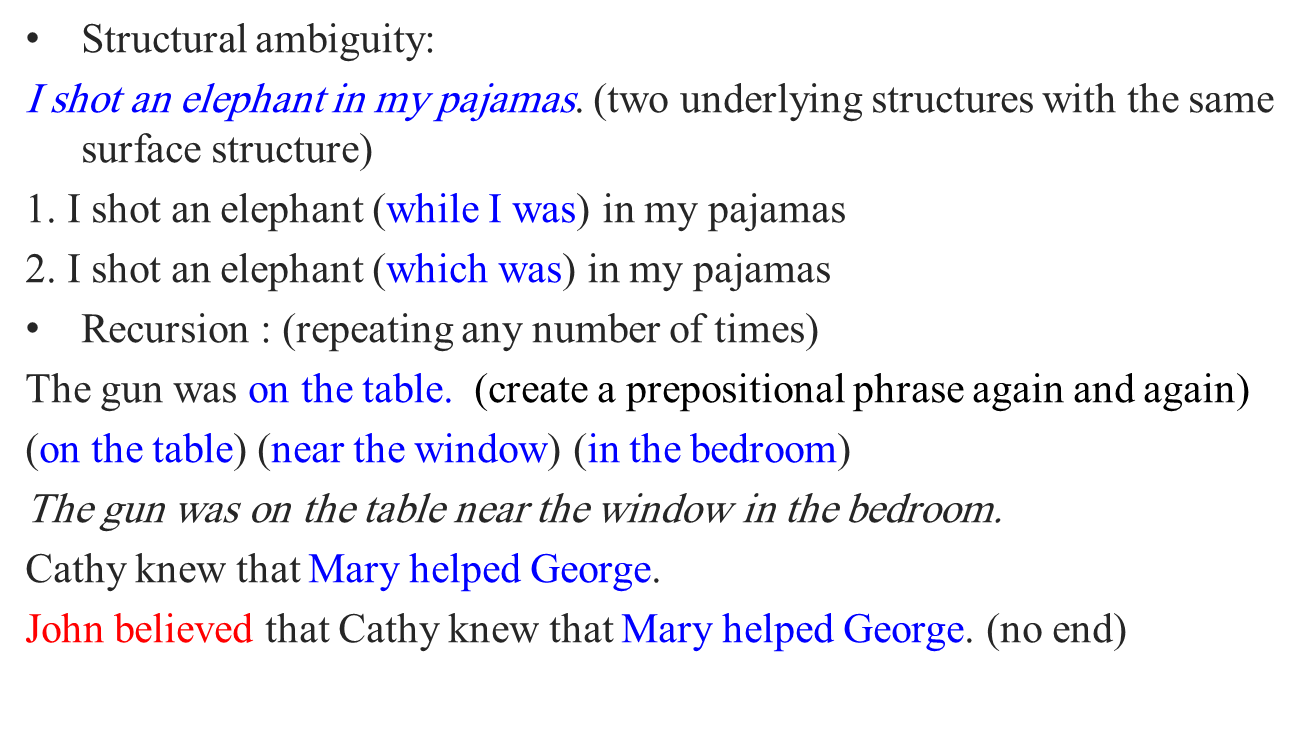 • Structural ambiguity:
I shot an elephant in my pajamas. (two underlying structures with the same
surface structure)
1. I shot an elephant (while I was) in my pajamas
2. I shot an elephant (which was) in my pajamas
• Recursion : (repeating any number of times)
The gun was on the table. (create a prepositional phrase again and again)
(on the table) (near the window) (in the bedroom)
The gun was on the table near the window in the bedroom.
Cathy knew that Mary helped George.
John believed that Cathy knew that Mary helped George. (no end)